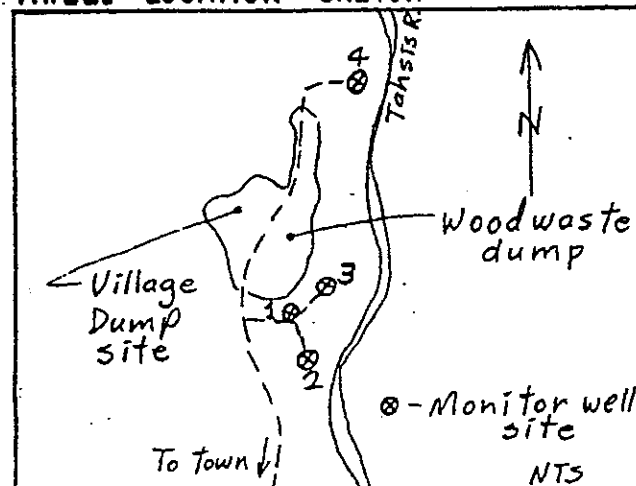 4
Tahsis R.
N
Woodwaste
dump
Village
Dump
site
3
1
2
⊗ - Monitor well
site
To Town
NTS